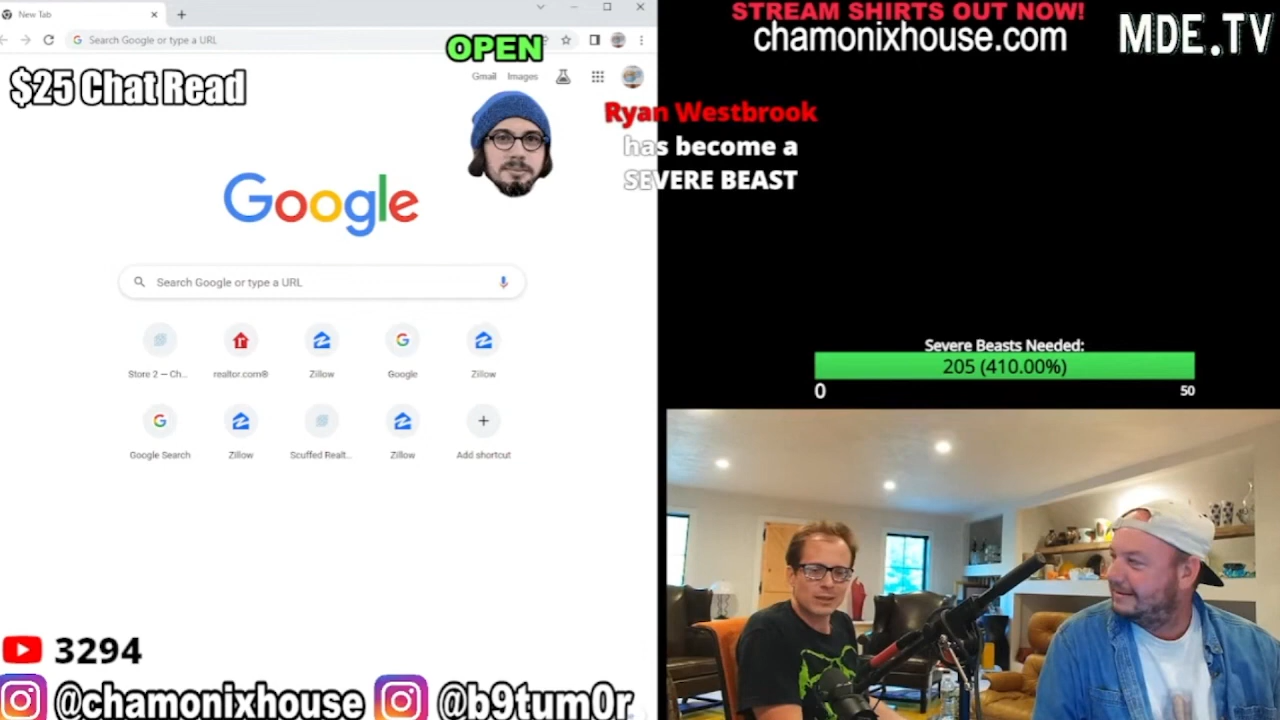 New Tab
Search Google or type a URL
Gmail Images
OPEN
$25 Chat Read
Google
Search Google or type a URL
Store 2 — Ch...
realtor.com®
Zillow
Google
Zillow
Google Search
Zillow
Scuffed Realt...
Zillow
Add shortcut
3294
@chamonixhouse
@b9tum0r
STREAM SHIRTS OUT NOW!
chamonixhouse.com
MDE.TV
Ryan Westbrook
has become a
SEVERE BEAST
Severe Beasts Needed:
205 (410.00%)
0
50